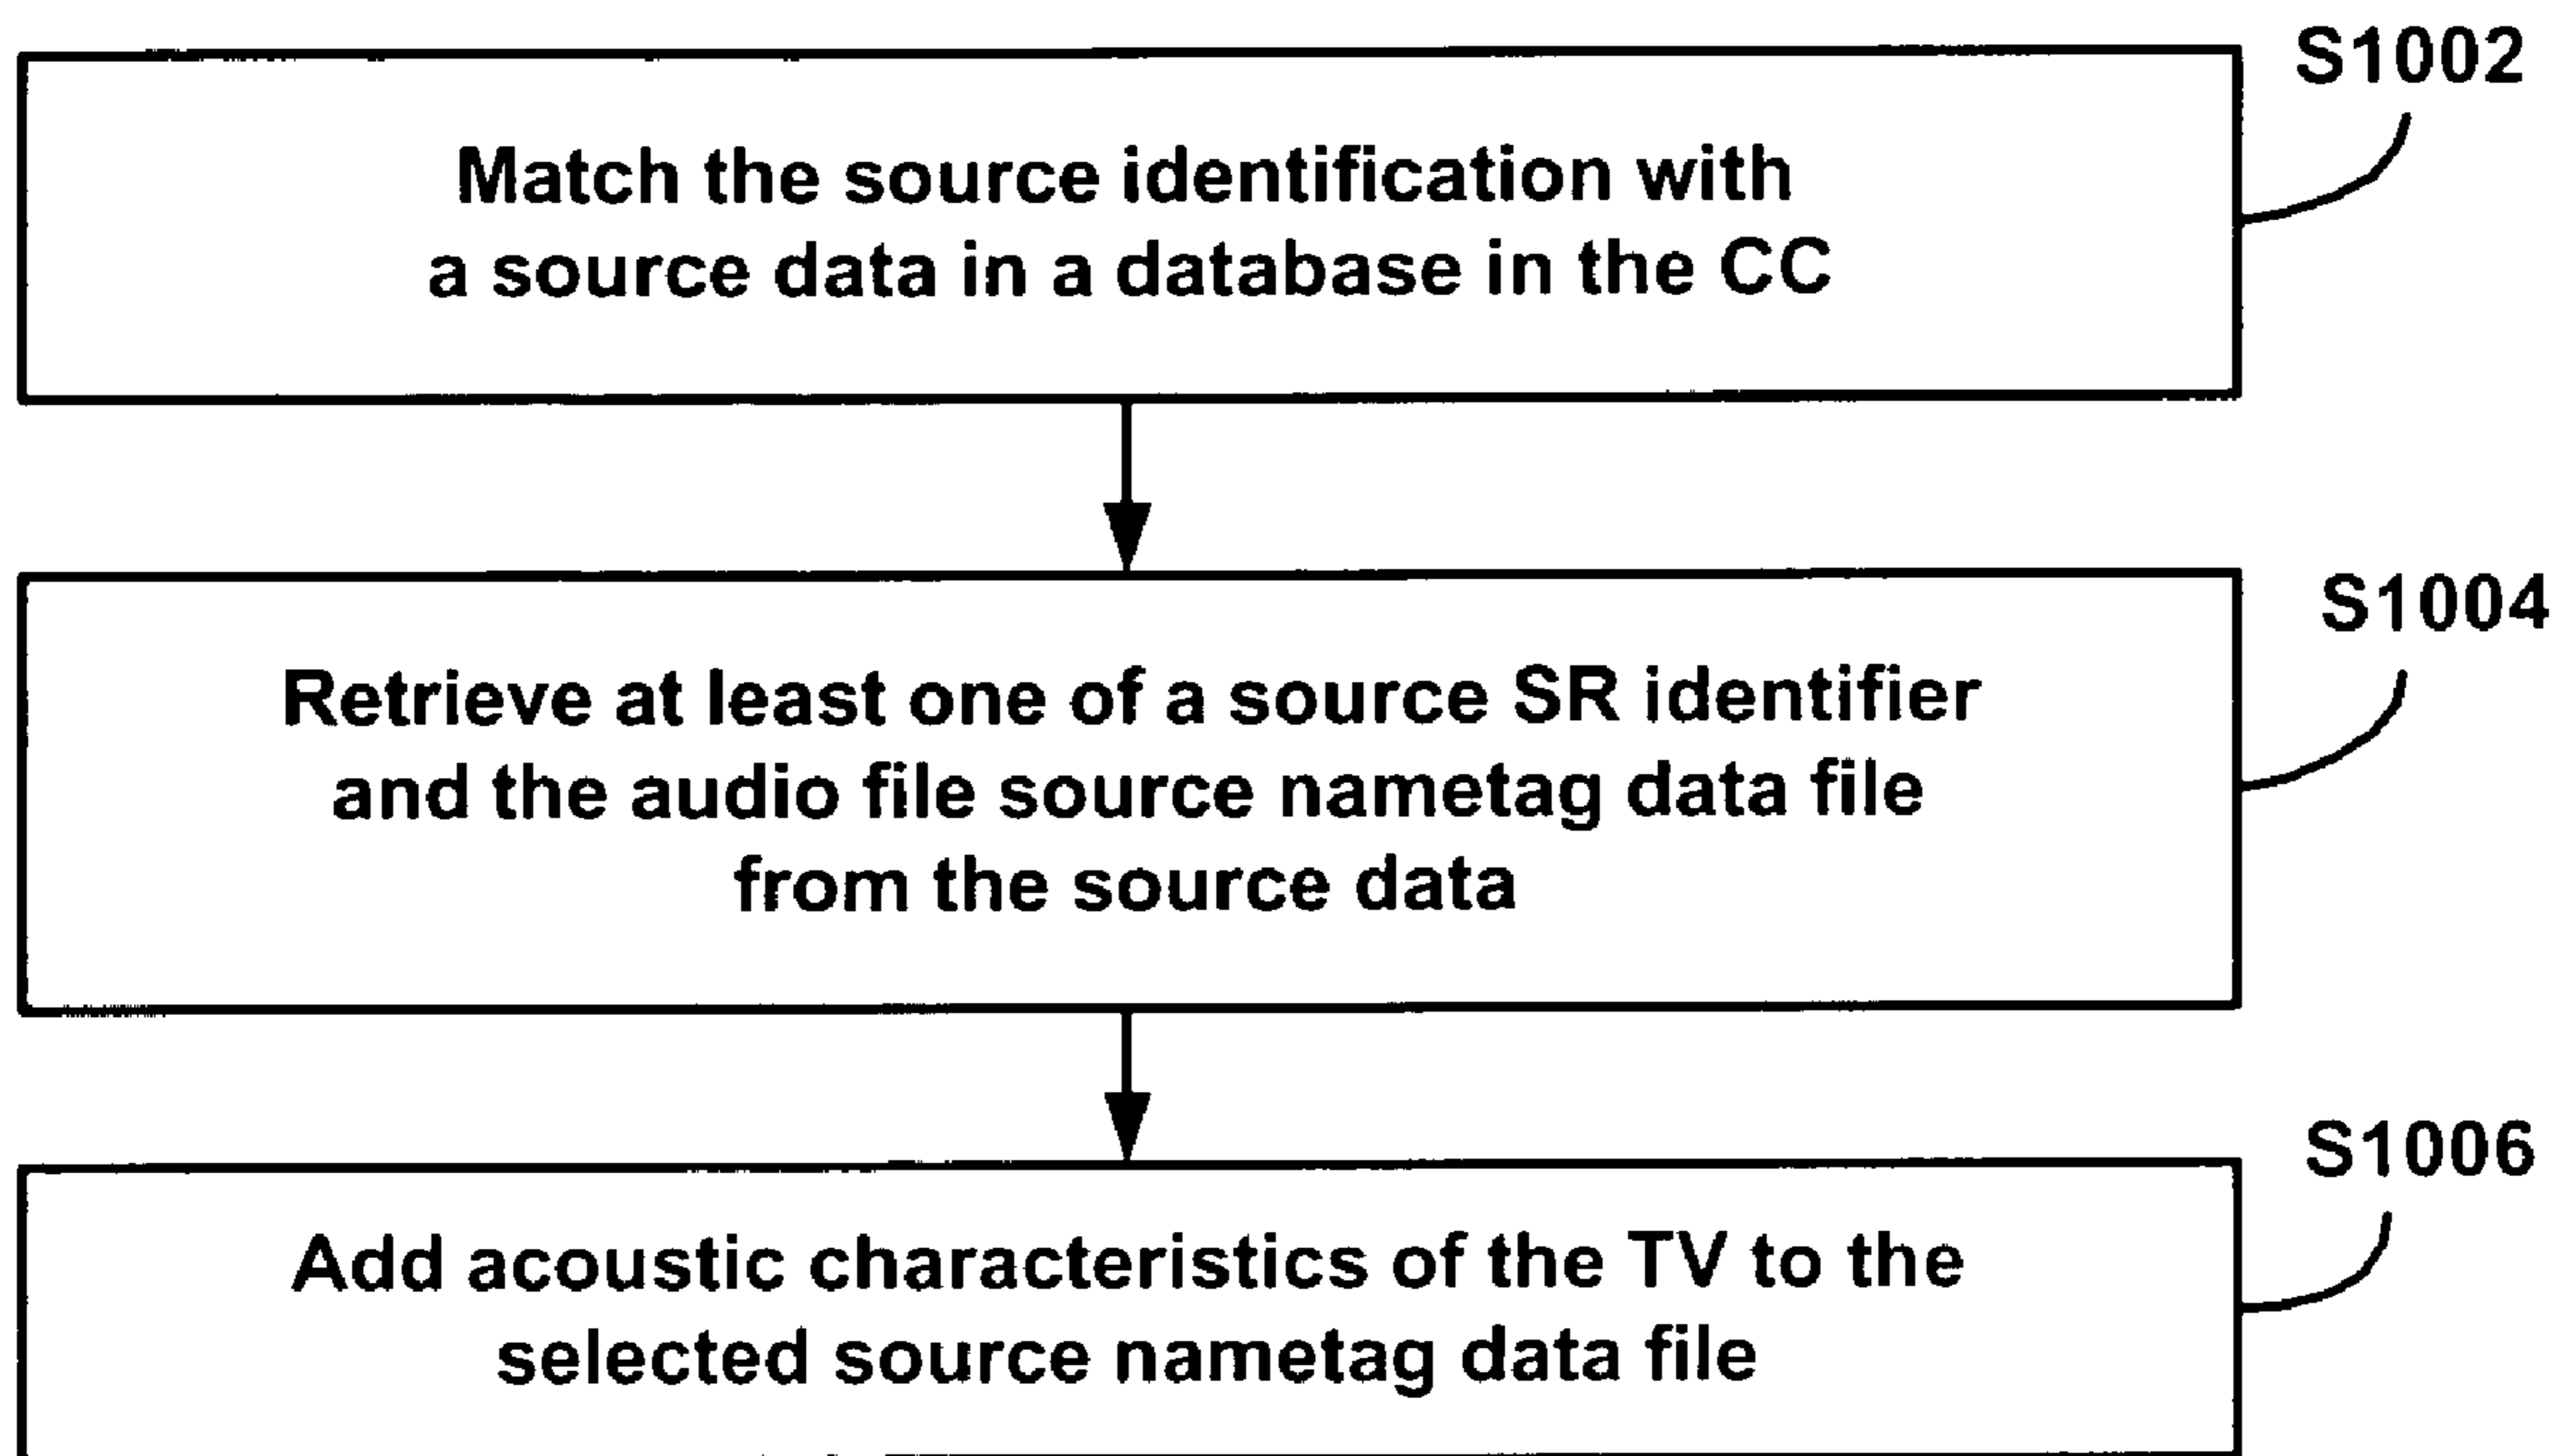 S1002
Match the source identification with
a source data in a database in the CC
S1004
Retrieve at least one of a source SR identifier
and the audio file source nametag data file
from the source data
S1006
Add acoustic characteristics of the TV to the
selected source nametag data file